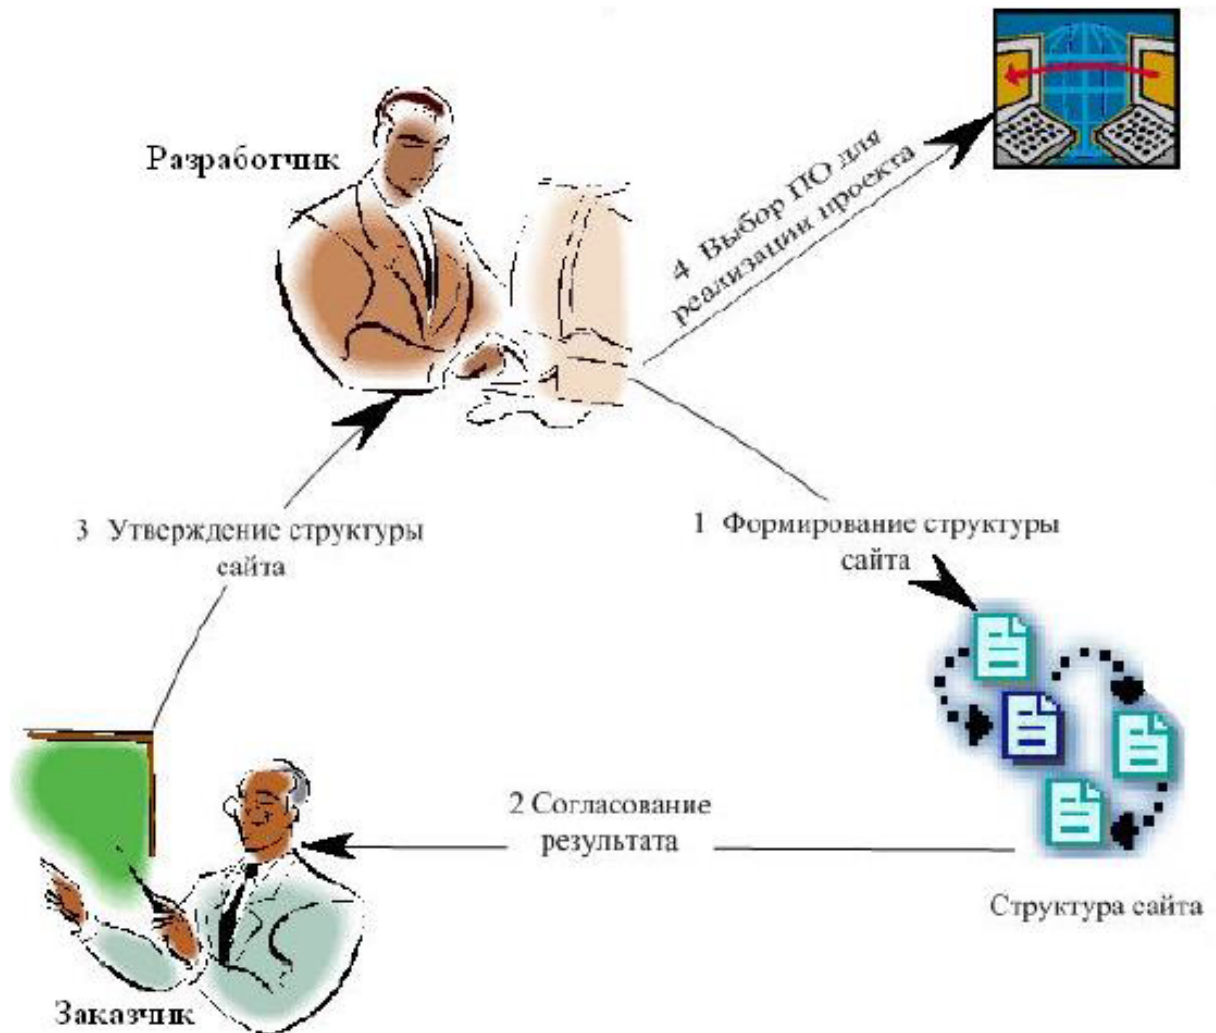 Разработчик
4 Выбор ПО для
реализации проекта
3 Утверждение структуры
сайта
1 Формирование структуры
сайта
2 Согласование
результата
Структура сайта
Заказчик